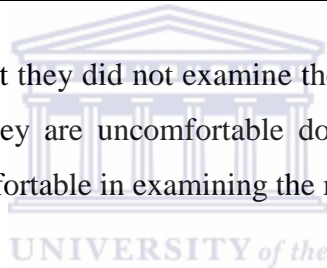 t they did not examine the
ey are uncomfortable do
fortable in examining the
UNIVERSITY of the